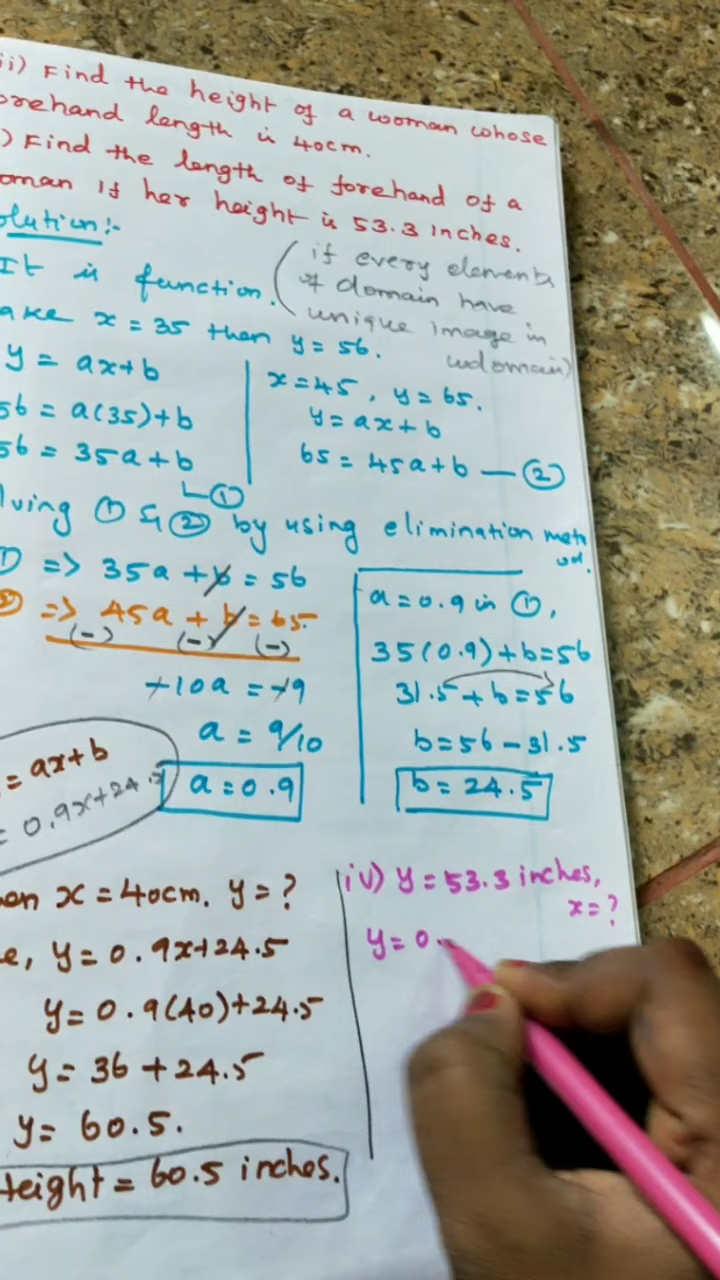 ii) Find the height of a woman whose
orehand length is 40cm.
) Find the length of forehand of a
oman if her height is 53.3 inches.
olution:-
It is function. (if every elements
of domain have
unique image in
wdomain)
ake x = 35 then y = 56.
y = ax+b
56 = a(35)+b
56 = 35a+b
①
x=45, y=65.
y=ax+b
65=45a+b — ②
lving ① & ② by using elimination meth
od.
① => 35a + b = 56
② => 45a + b = 65
(-) (-) (-)
-10a = -9
a = 9/10
a = 0.9
a=0.9 in ①,
35(0.9)+b=56
31.5+b=56
b=56-31.5
b=24.5
= ax+b
= 0.9x+24.5
en x = 40cm. y=?
e, y = 0.9x+24.5
y=0.9(40)+24.5
y= 36 + 24.5
y= 60.5.
Height = 60.5 inches.
iv) y=53.3 inches,
x=?
y=0.